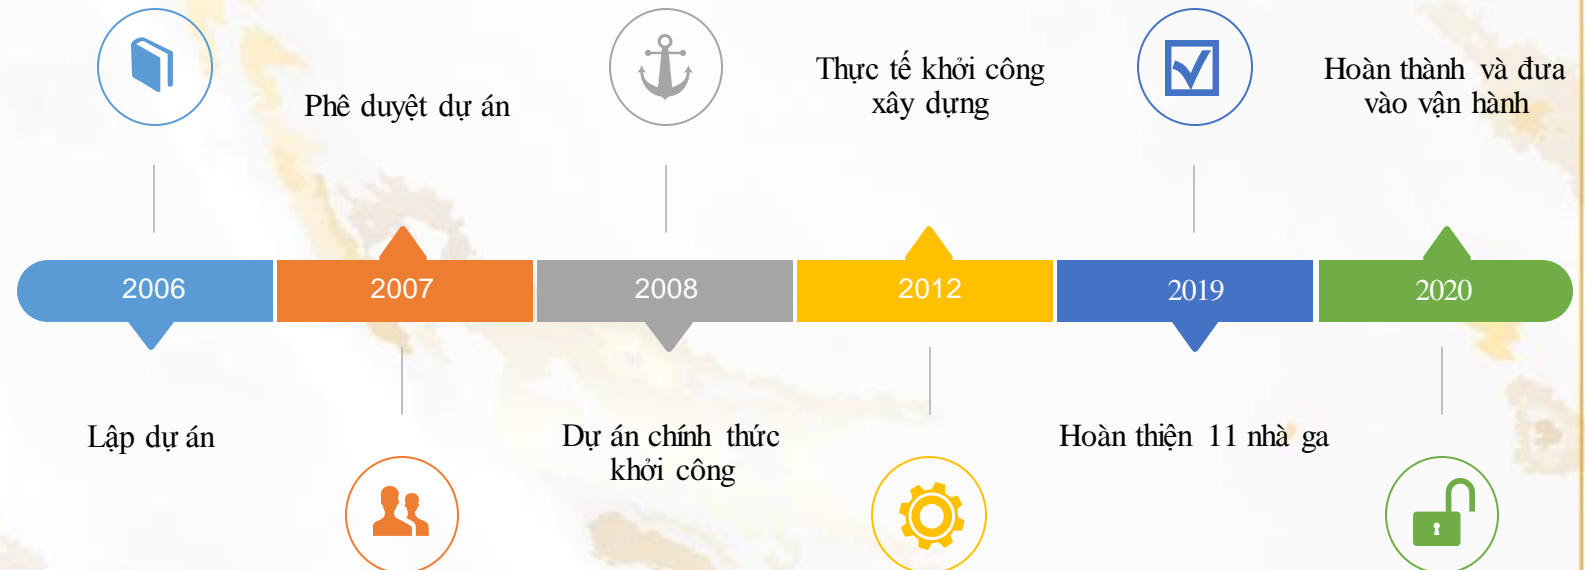 Thực tế khởi công
xây dựng
Hoàn thành và đưa
vào vận hành
Phê duyệt dự án
2006
2007
2008
2012
2019
2020
Lập dự án
Dự án chính thức
khởi công
Hoàn thiện 11 nhà ga